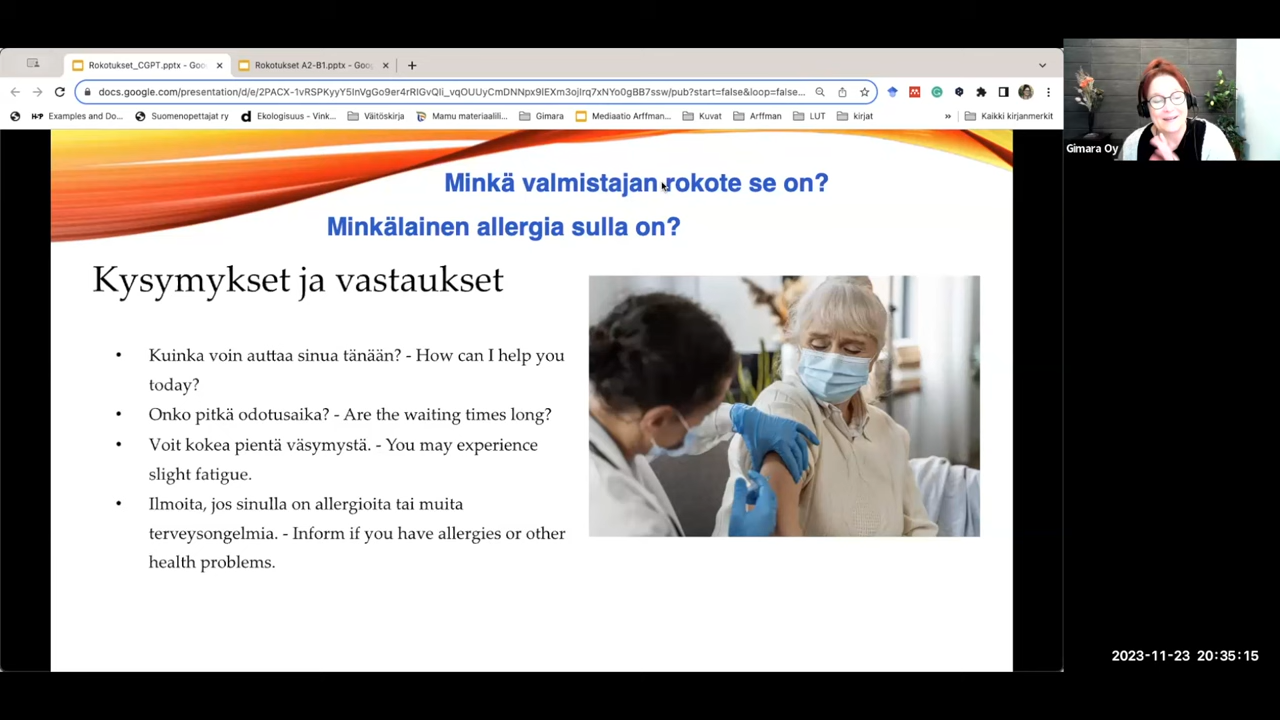 Rokotukset_CGPT.pptx - Goo
Rokotukset A2-B1.pptx - Goo
docs.google.com/presentation/d/e/2PACX-1vRSPKyyY5InVgGo9er4rRIGvQIi_vqOUUyCmDNNpx9IEXm3ojIrq7xNYo0gBB7ssw/pub?start=false&loop=false...
Examples and Do...
Suomenopettajat ry
Ekologisuus - Vink...
Väitöskirja
Mamu materiaalili...
Gimara
Mediaatio Arffman...
Kuvat
Arffman
LUT
kirjat
»
Kaikki kirjanmerkit
Gimara Oy
Minkä valmistajan rokote se on?
Minkälainen allergia sulla on?
Kysymykset ja vastaukset
• Kuinka voin auttaa sinua tänään? - How can I help you
today?
• Onko pitkä odotusaika? - Are the waiting times long?
• Voit kokea pientä väsymystä. - You may experience
slight fatigue.
• Ilmoita, jos sinulla on allergioita tai muita
terveysongelmia. - Inform if you have allergies or other
health problems.
2023-11-23 20:35:15